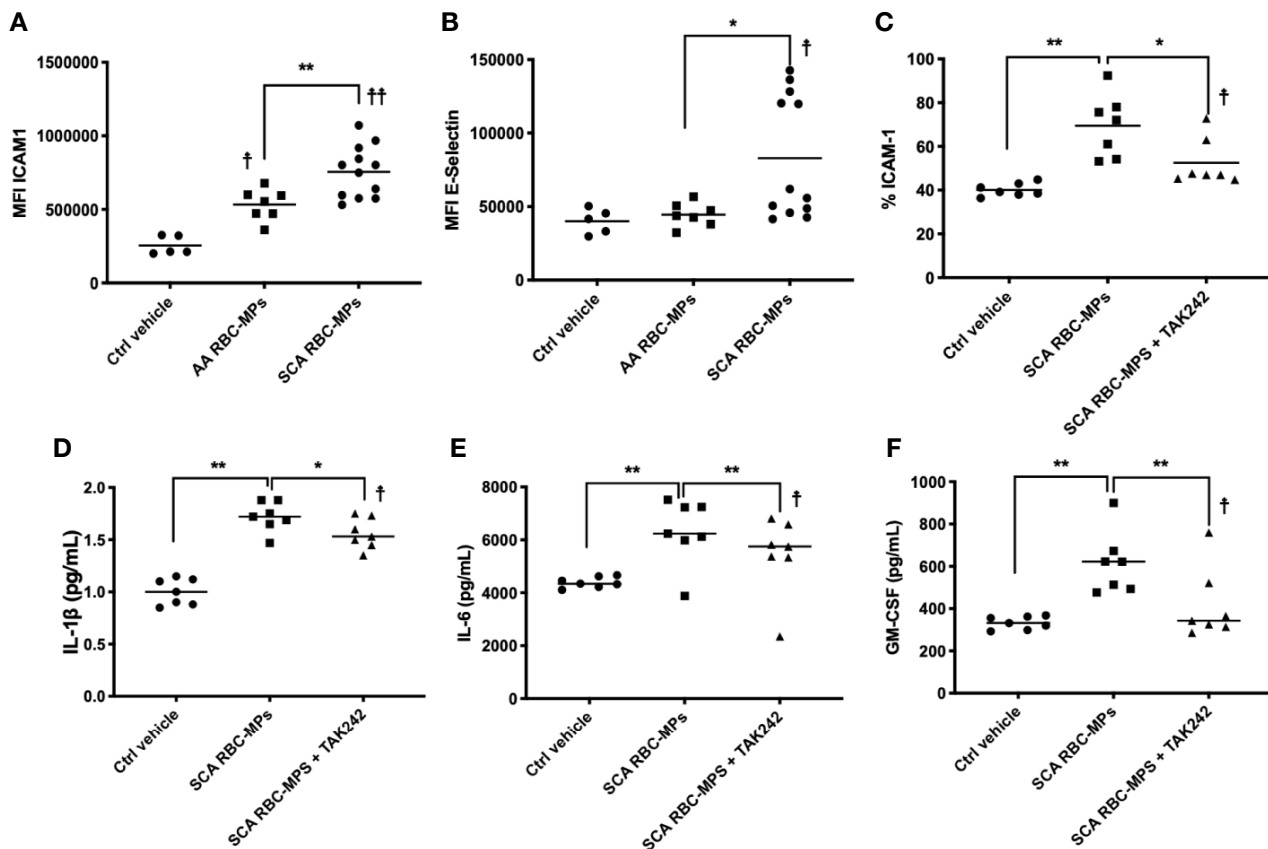 A
MFI ICAM1
1500000
1000000
500000
0
**
†
††
Ctrl vehicle
AA RBC-MPs
SCA RBC-MPs
B
MFI E-Selectin
150000
100000
50000
0
*
†
Ctrl vehicle
AA RBC-MPs
SCA RBC-MPs
C
% ICAM-1
100
80
60
40
20
0
**
*
†
Ctrl vehicle
SCA RBC-MPs
SCA RBC-MPS + TAK242
D
IL-1β (pg/mL)
2.0
1.5
1.0
0.5
0.0
**
*
†
Ctrl vehicle
SCA RBC-MPs
SCA RBC-MPS + TAK242
E
IL-6 (pg/mL)
8000
6000
4000
2000
0
**
**
†
Ctrl vehicle
SCA RBC-MPs
SCA RBC-MPS + TAK242
F
GM-CSF (pg/mL)
1000
800
600
400
200
0
**
**
†
Ctrl vehicle
SCA RBC-MPs
SCA RBC-MPS + TAK242